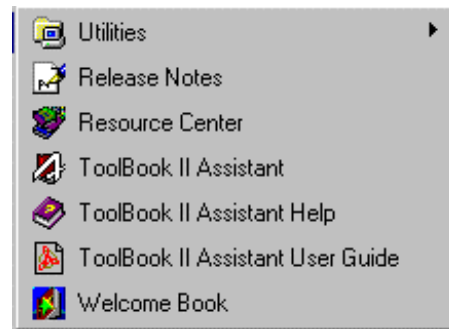 Utilities
Release Notes
Resource Center
ToolBook II Assistant
ToolBook II Assistant Help
ToolBook II Assistant User Guide
Welcome Book